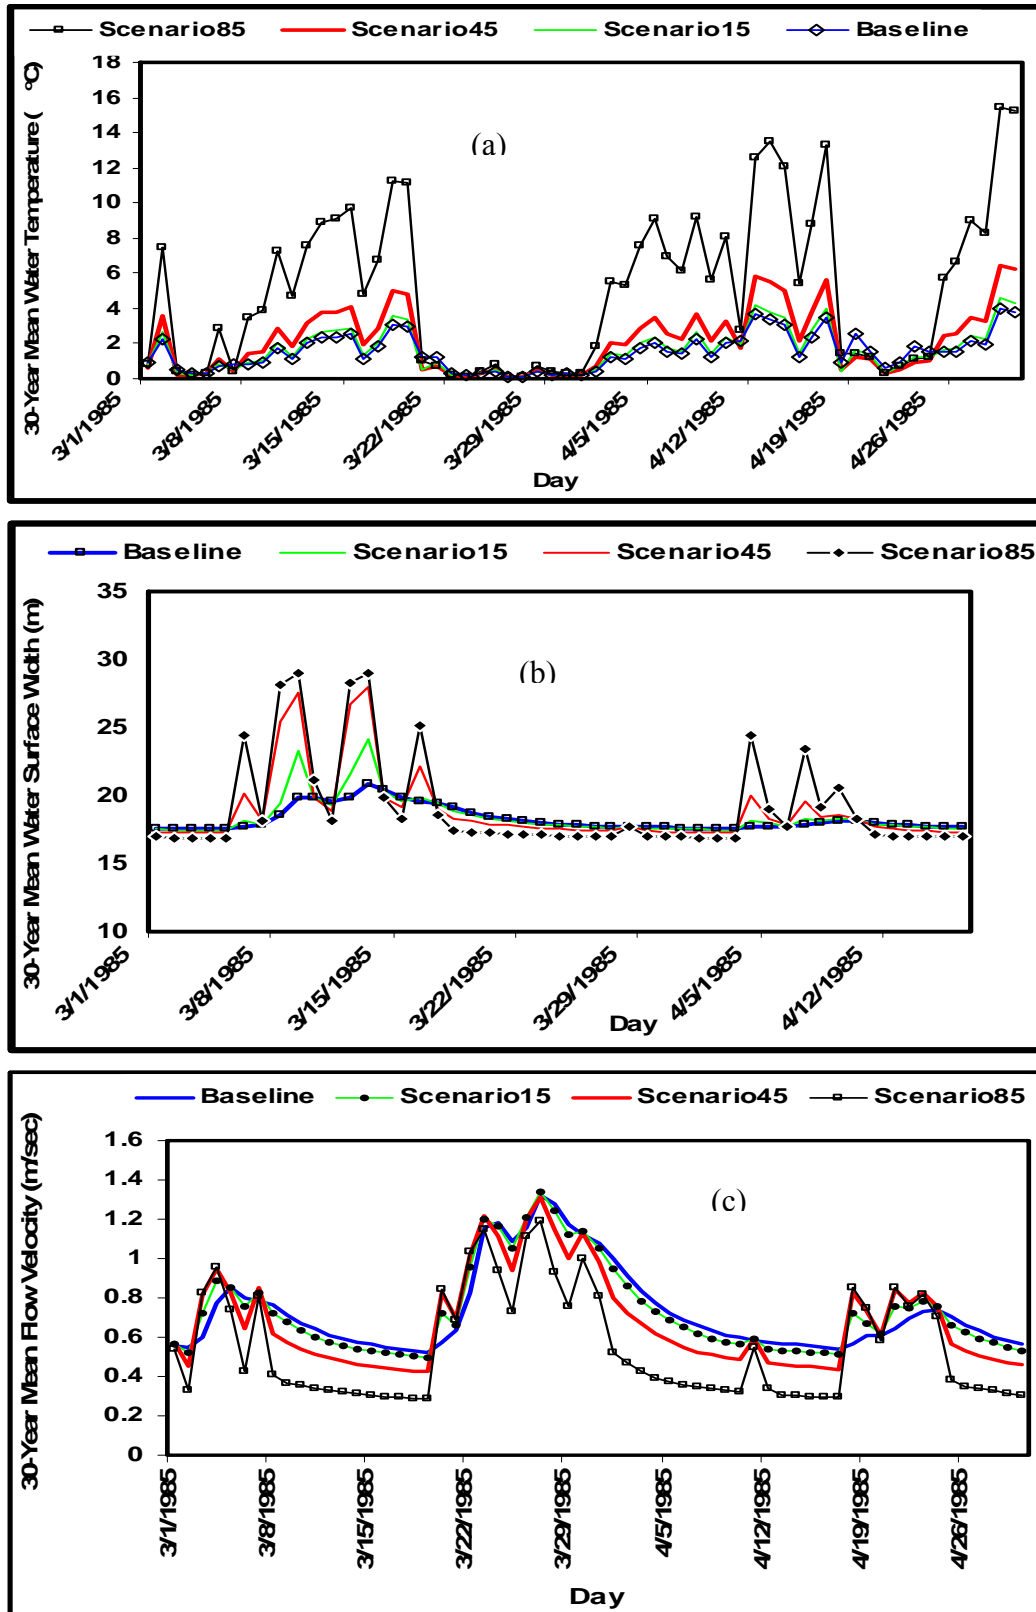 Scenario85 Scenario45 Scenario15 Baseline
30-Year Mean Water Temperature ( °C)
18
16
14
12
10
8
6
4
2
0
(a)
3/1/1985 3/8/1985 3/15/1985 3/22/1985 3/29/1985 4/5/1985 4/12/1985 4/19/1985 4/26/1985
Day
Baseline Scenario15 Scenario45 Scenario85
30-Year Mean Water Surface Width (m)
35
30
25
20
15
10
(b)
3/1/1985 3/8/1985 3/15/1985 3/22/1985 3/29/1985 4/5/1985 4/12/1985
Day
Baseline Scenario15 Scenario45 Scenario85
30-Year Mean Flow Velocity (m/sec)
1.6
1.4
1.2
1
0.8
0.6
0.4
0.2
0
(c)
3/1/1985 3/8/1985 3/15/1985 3/22/1985 3/29/1985 4/5/1985 4/12/1985 4/19/1985 4/26/1985
Day